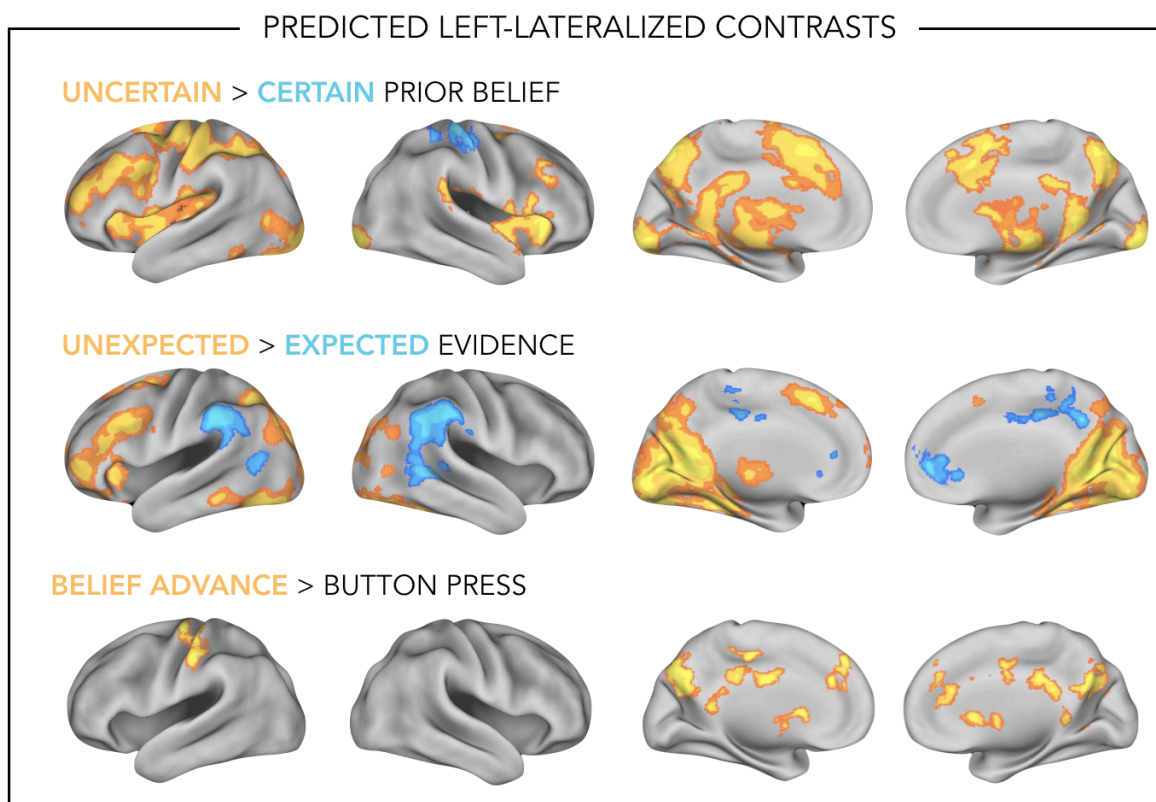 PREDICTED LEFT-LATERALIZED CONTRASTS
UNCERTAIN > CERTAIN PRIOR BELIEF
UNEXPECTED > EXPECTED EVIDENCE
BELIEF ADVANCE > BUTTON PRESS